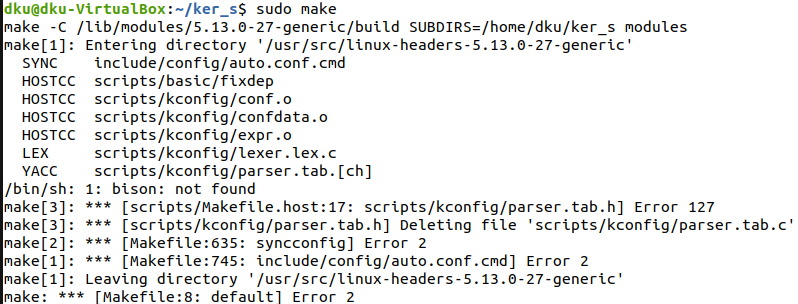 dku@dku-VirtualBox:~/ker_s$ sudo make
make -C /lib/modules/5.13.0-27-generic/build SUBDIRS=/home/dku/ker_s modules
make[1]: Entering directory '/usr/src/linux-headers-5.13.0-27-generic'
  SYNC    include/config/auto.conf.cmd
  HOSTCC  scripts/basic/fixdep
  HOSTCC  scripts/kconfig/conf.o
  HOSTCC  scripts/kconfig/confdata.o
  HOSTCC  scripts/kconfig/expr.o
  LEX     scripts/kconfig/lexer.lex.c
  YACC    scripts/kconfig/parser.tab.[ch]
/bin/sh: 1: bison: not found
make[3]: *** [scripts/Makefile.host:17: scripts/kconfig/parser.tab.h] Error 127
make[3]: *** [scripts/kconfig/parser.tab.h] Deleting file 'scripts/kconfig/parser.tab.c'
make[2]: *** [Makefile:635: syncconfig] Error 2
make[1]: *** [Makefile:745: include/config/auto.conf.cmd] Error 2
make[1]: Leaving directory '/usr/src/linux-headers-5.13.0-27-generic'
make: *** [Makefile:8: default] Error 2